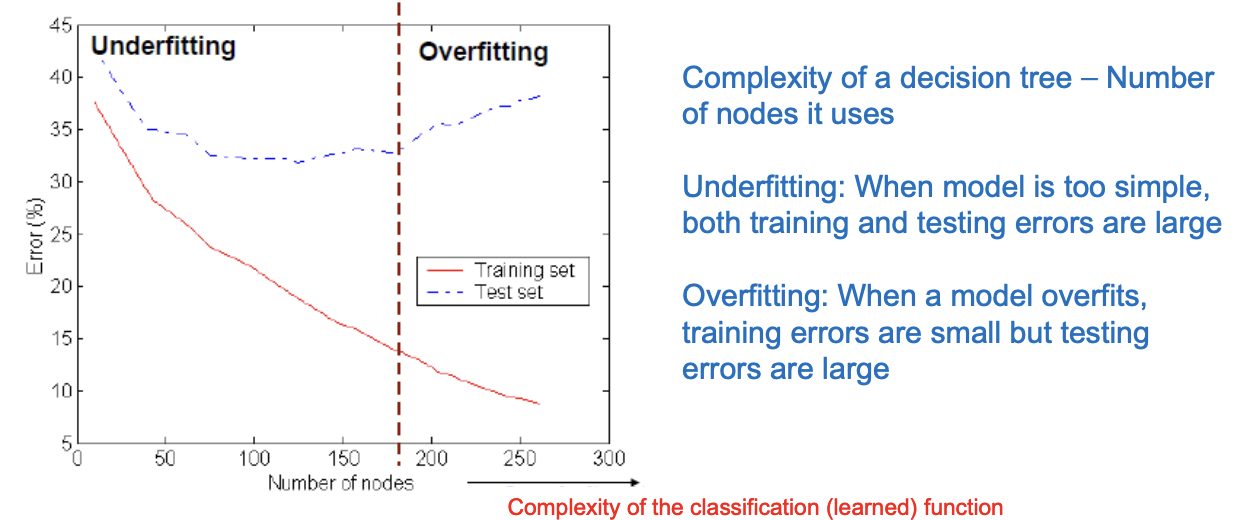 45
40
35
30
25
20
15
10
5
Error (%)
Underfitting
Overfitting
Training set
Test set
0
50
100
150
200
250
300
Number of nodes
Complexity of the classification (learned) function
Complexity of a decision tree – Number
of nodes it uses
Underfitting: When model is too simple,
both training and testing errors are large
Overfitting: When a model overfits,
training errors are small but testing
errors are large